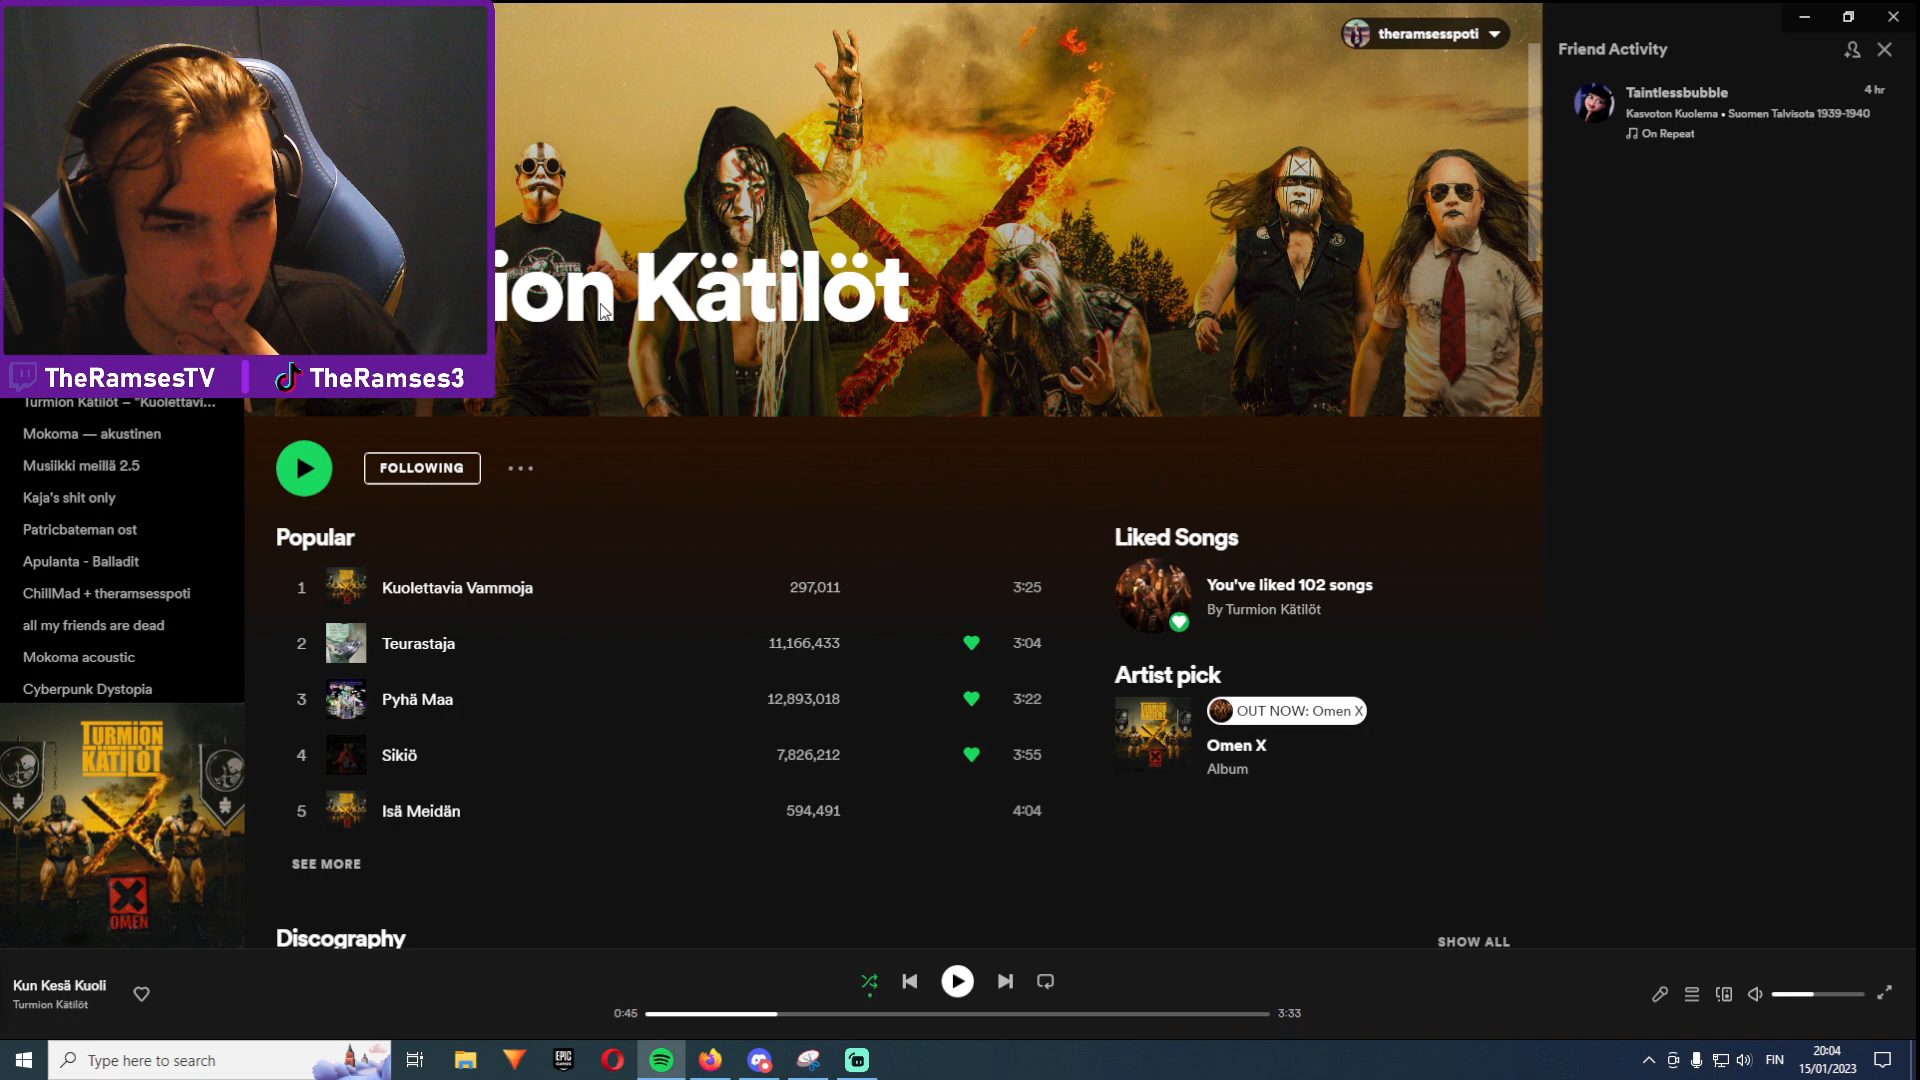 theramsesspoti
Friend Activity
Taintlessbubble
4 hr
Kasvoton Kuolema • Suomen Talvisota 1939-1940
On Repeat
ion Kätilöt
TheRamsesTV
TheRamses3
Turmion Kätilöt – "Kuolettavi...
Mokoma — akustinen
Musiikki meillä 2.5
Kaja's shit only
Patricbateman ost
Apulanta - Balladit
ChillMad + theramsesspoti
all my friends are dead
Mokoma acoustic
Cyberpunk Dystopia
TURMION
KÄTILÖT
OMEN
FOLLOWING
Popular
1 Kuolettavia Vammoja 297,011 3:25
2 Teurastaja 11,166,433 3:04
3 Pyhä Maa 12,893,018 3:22
4 Sikiö 7,826,212 3:55
5 Isä Meidän 594,491 4:04
SEE MORE
Liked Songs
You've liked 102 songs
By Turmion Kätilöt
Artist pick
OUT NOW: Omen X
Omen X
Album
Discography
SHOW ALL
Kun Kesä Kuoli
Turmion Kätilöt
0:45
3:33
Type here to search
EPIC
GAMES
FIN
20:04
15/01/2023